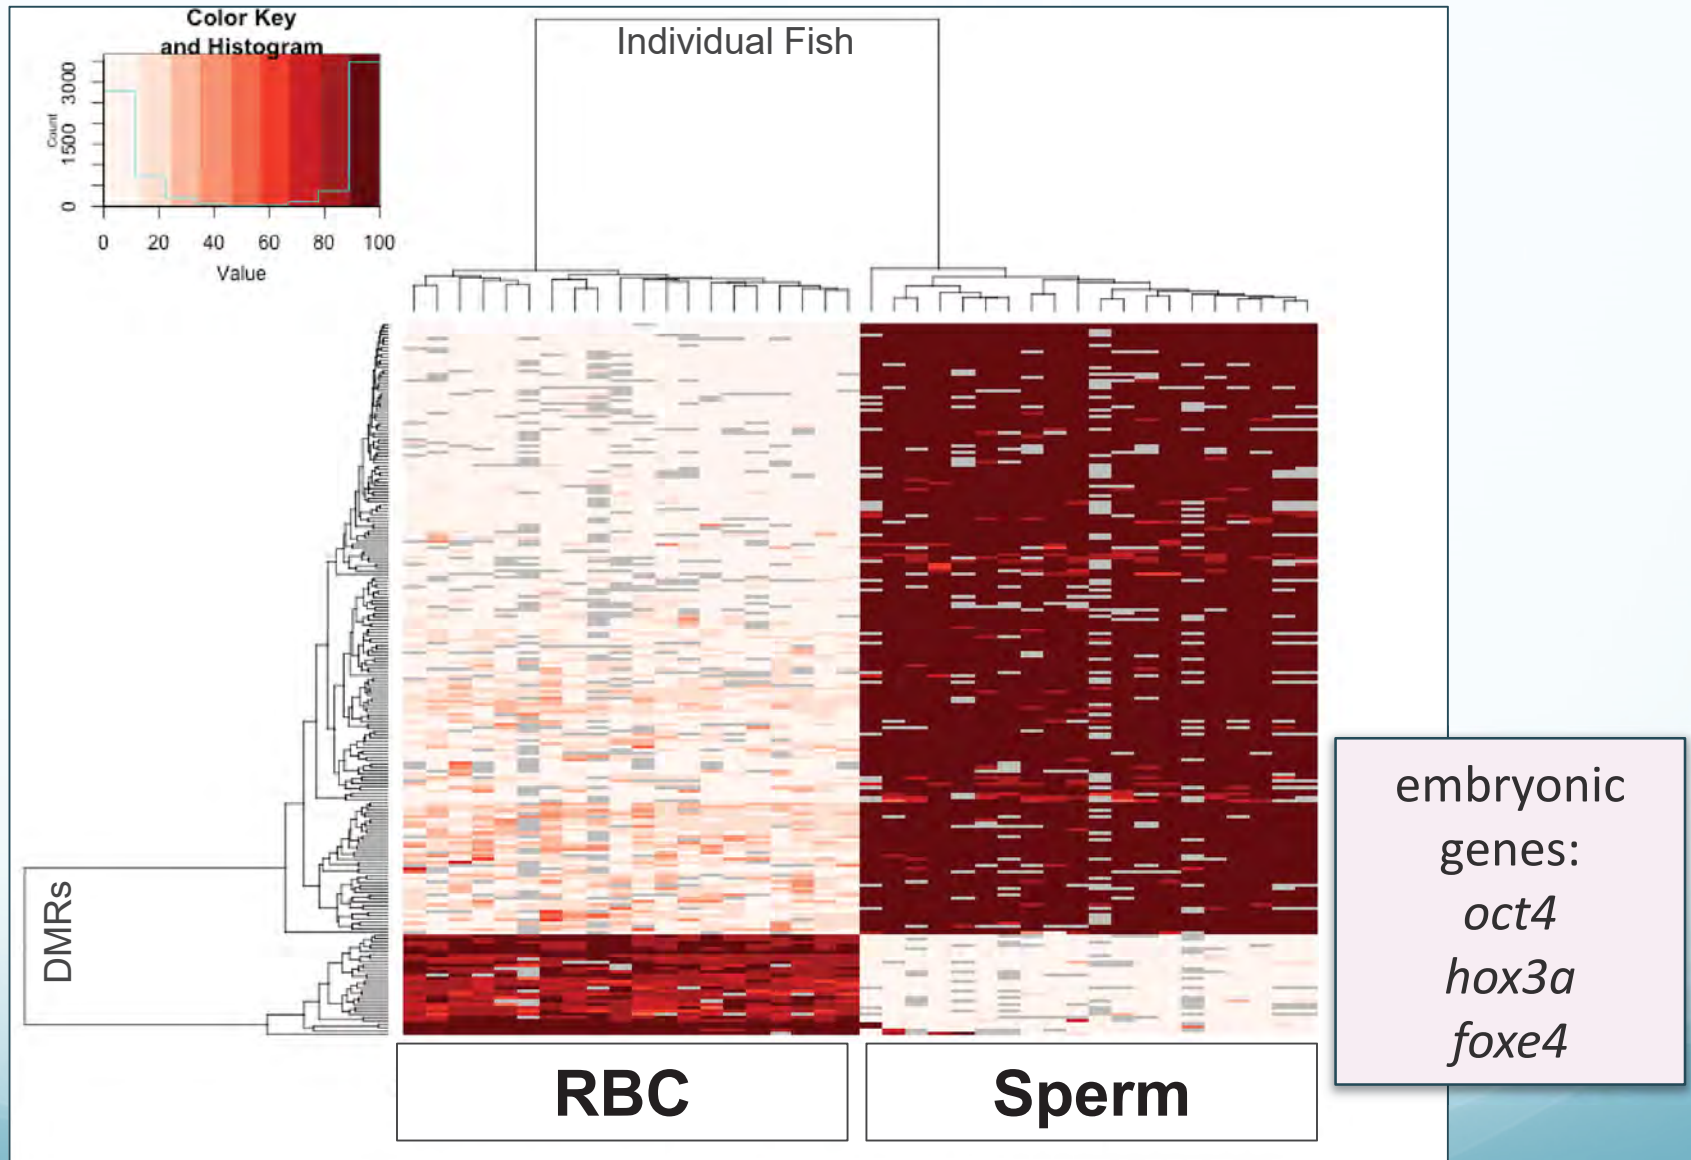 Color Key
and Histogram
Count
0 1500 3000
0 20 40 60 80 100
Value
Individual Fish
DMRs
RBC
Sperm
embryonic
genes:
oct4
hox3a
foxe4